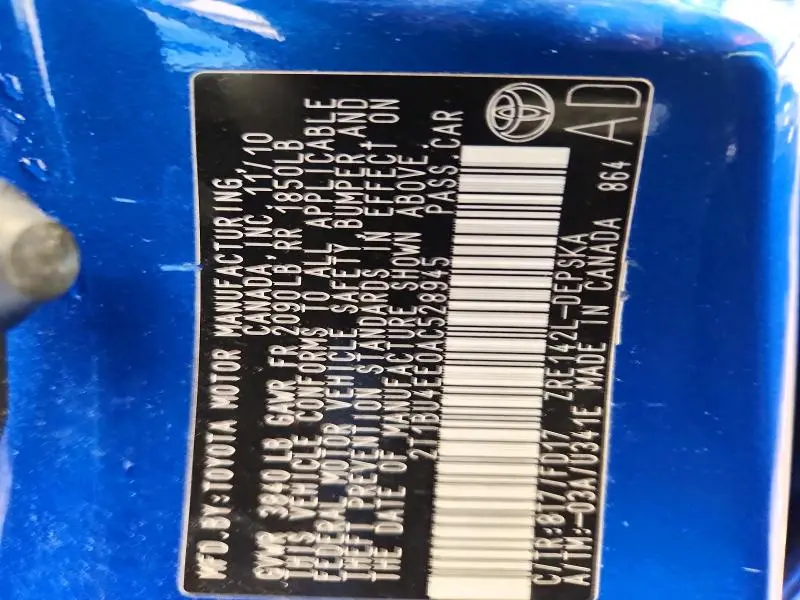 MFD.BY:TOYOTA MOTOR MANUFACTURING
CANADA,INC. 11/10
GVWR 3840LB GAWR FR 2090LB RR 1850LB
THIS VEHICLE CONFORMS TO ALL APPLICABLE
FEDERAL MOTOR VEHICLE SAFETY, BUMPER, AND
THEFT PREVENTION STANDARDS IN EFFECT ON
THE DATE OF MANUFACTURE SHOWN ABOVE.
2T1BU4EE0AC528945 PASS.CAR
C/TR:8T7/FD17 ZRE142L-DEPSKA
A/TM:-03A/U341E MADE IN CANADA 864
AD